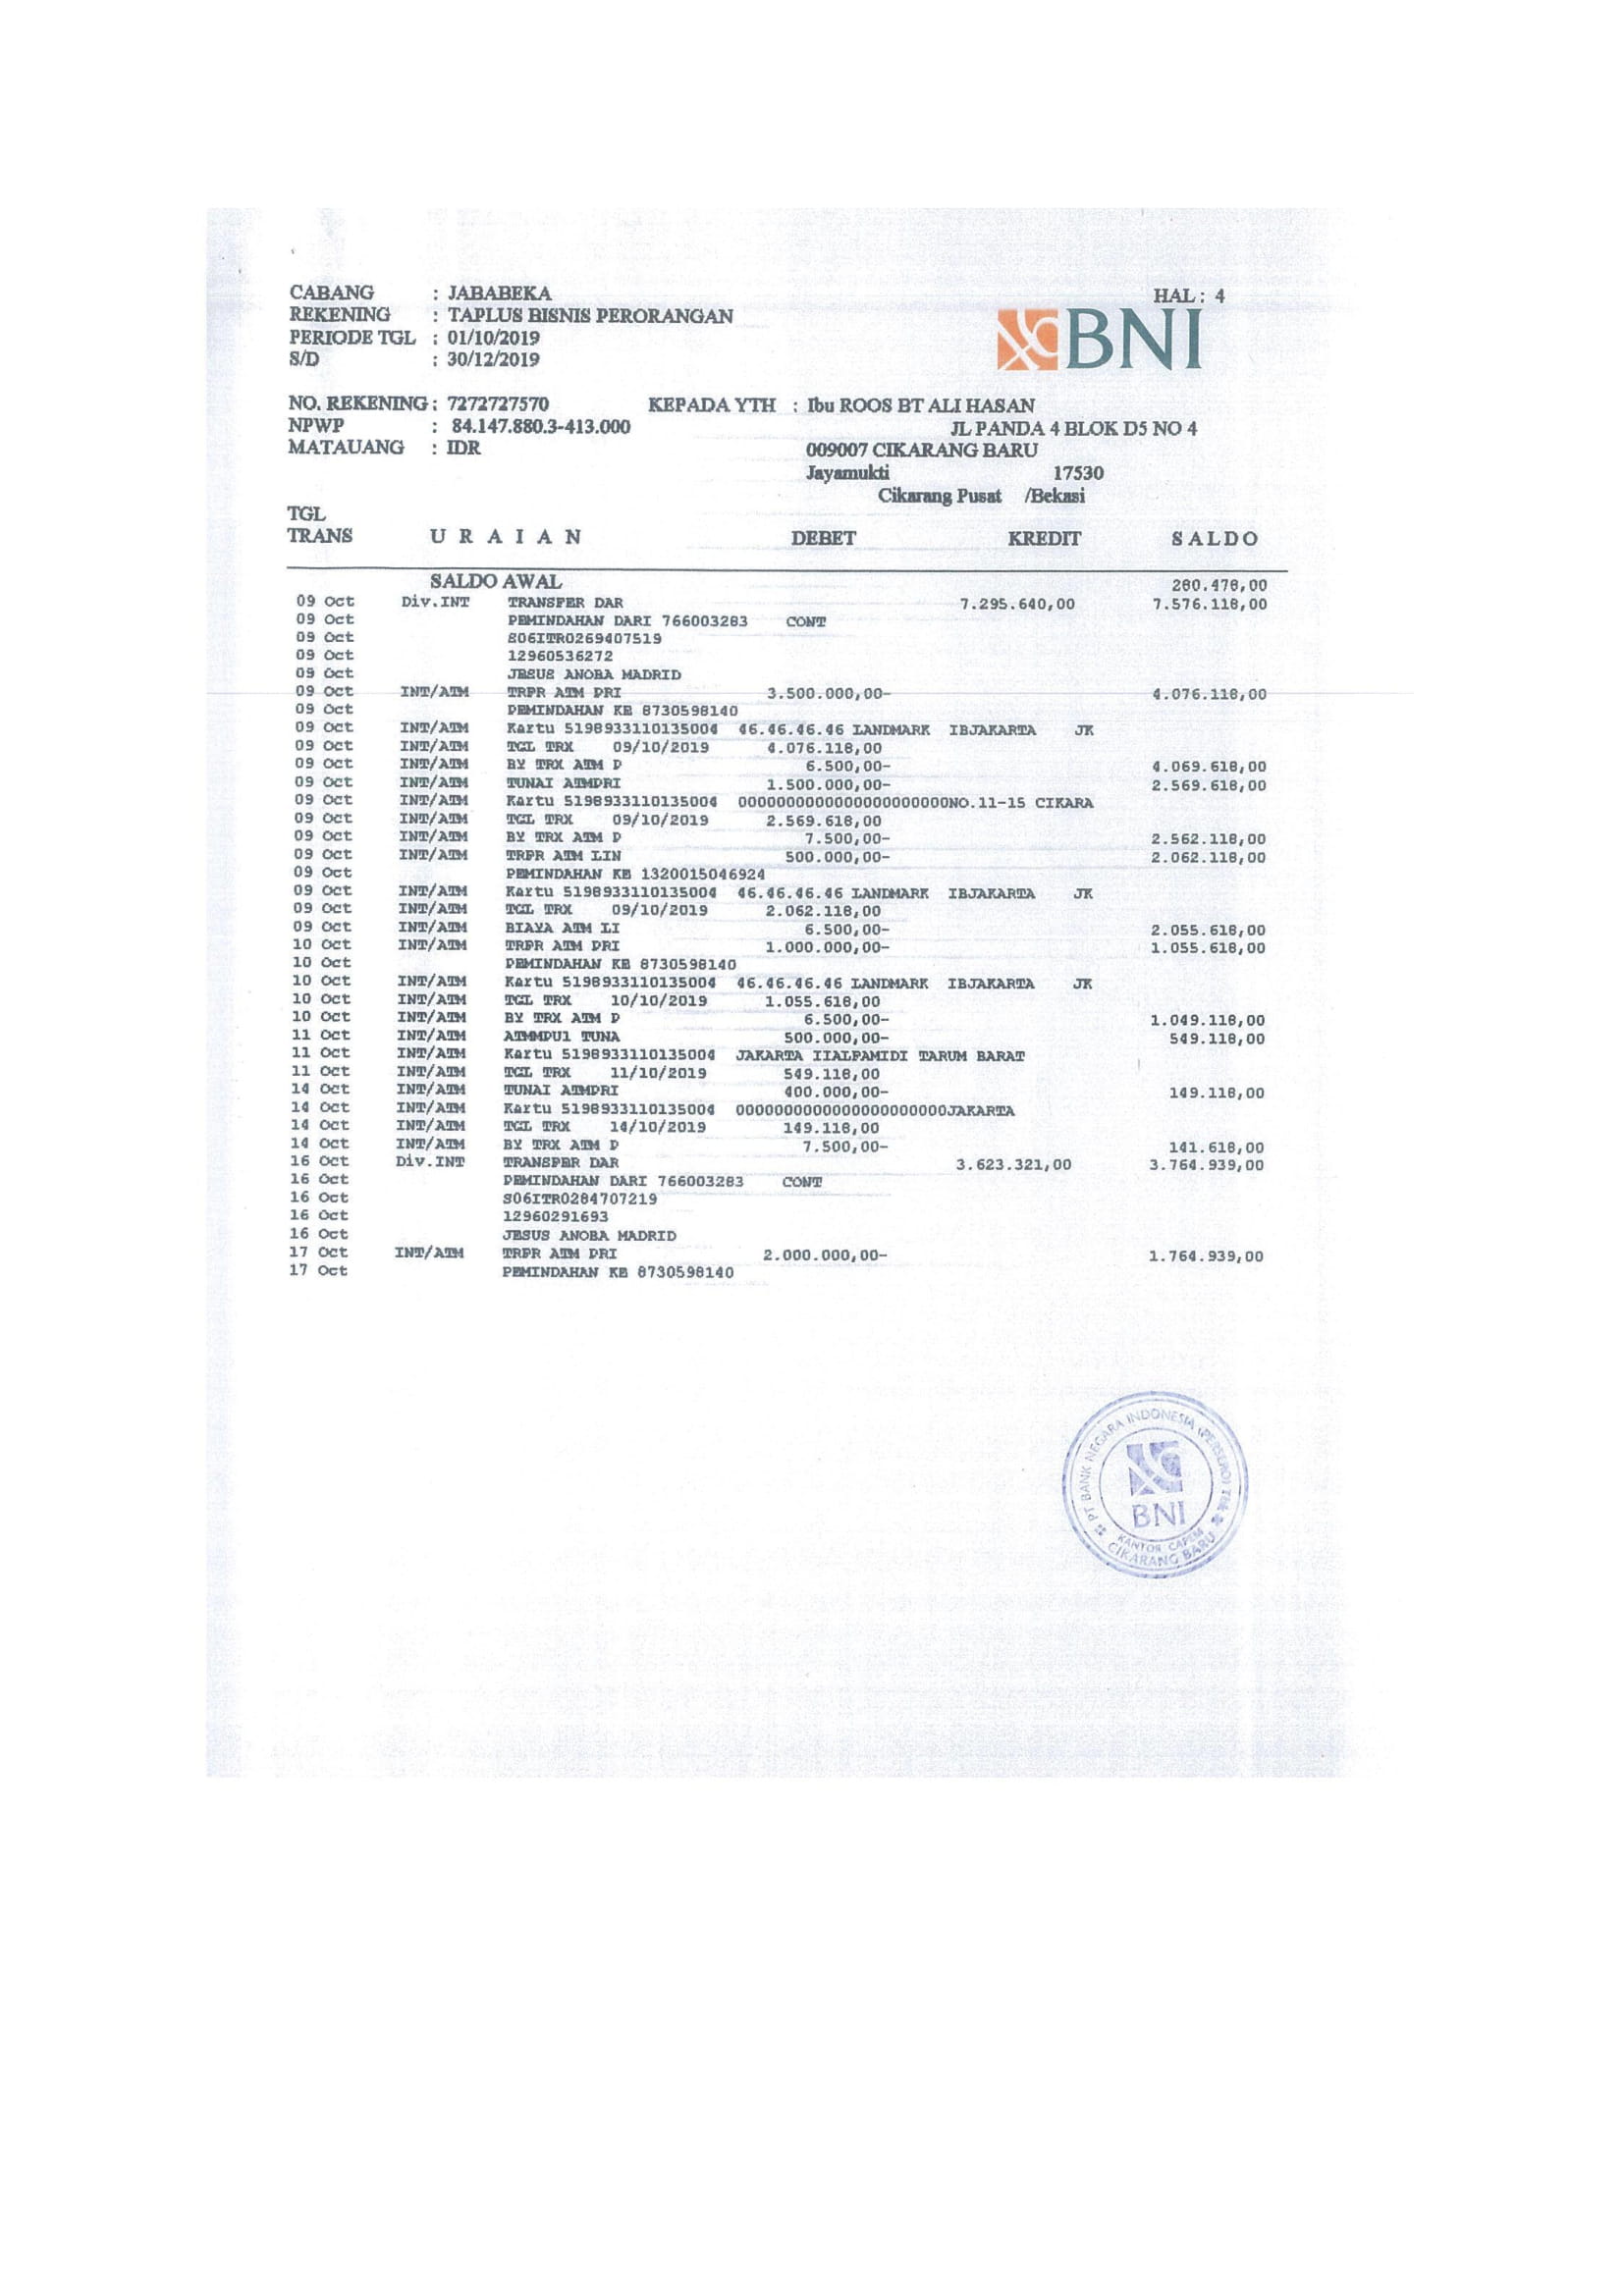 CABANG : JABABEKA HAL : 4
REKENING : TAPLUS BISNIS PERORANGAN
PERIODE TGL : 01/10/2019 BNI
S/D : 30/12/2019
NO. REKENING : 7272727570 KEPADA YTH : Ibu ROOS BT ALI HASAN
NPWP : 84.147.880.3-413.000 JL PANDA 4 BLOK D5 NO 4
MATAUANG : IDR 009007 CIKARANG BARU
Jayamukti 17530
Cikarang Pusat /Bekasi
TGL
TRANS U R A I A N DEBET KREDIT S A L D O
SALDO AWAL 280.478,00
09 Oct Div.INT TRANSFER DAR 7.295.640,00 7.576.118,00
09 Oct PEMINDAHAN DARI 766003283 CONT
09 Oct S06ITR0269407519
09 Oct 12960536272
09 Oct JESUS ANOBA MADRID
09 Oct INT/ATM TRFR ATM PRI 3.500.000,00- 4.076.118,00
09 Oct PEMINDAHAN KE 8730598140
09 Oct INT/ATM Kartu 5198933110135004 46.46.46.46 LANDMARK IBJAKARTA JK
09 Oct INT/ATM TGL TRX 09/10/2019 4.076.118,00
09 Oct INT/ATM BY TRX ATM P 6.500,00- 4.069.618,00
09 Oct INT/ATM TUNAI ATMPRI 1.500.000,00- 2.569.618,00
09 Oct INT/ATM Kartu 5198933110135004 0000000000000000000000NO.11-15 CIKARA
09 Oct INT/ATM TGL TRX 09/10/2019 2.569.618,00
09 Oct INT/ATM BY TRX ATM P 7.500,00- 2.562.118,00
09 Oct INT/ATM TRFR ATM LIN 500.000,00- 2.062.118,00
09 Oct PEMINDAHAN KE 1320015046924
09 Oct INT/ATM Kartu 5198933110135004 46.46.46.46 LANDMARK IBJAKARTA JK
09 Oct INT/ATM TGL TRX 09/10/2019 2.062.118,00
09 Oct INT/ATM BIAYA ATM LI 6.500,00- 2.055.618,00
10 Oct INT/ATM TRFR ATM PRI 1.000.000,00- 1.055.618,00
10 Oct PEMINDAHAN KE 8730598140
10 Oct INT/ATM Kartu 5198933110135004 46.46.46.46 LANDMARK IBJAKARTA JK
10 Oct INT/ATM TGL TRX 10/10/2019 1.055.618,00
10 Oct INT/ATM BY TRX ATM P 6.500,00- 1.049.118,00
11 Oct INT/ATM ATMMPU1 TUNA 500.000,00- 549.118,00
11 Oct INT/ATM Kartu 5198933110135004 JAKARTA IIALFAMIDI TARUM BARAT
11 Oct INT/ATM TGL TRX 11/10/2019 549.118,00
14 Oct INT/ATM TUNAI ATMPRI 400.000,00- 149.118,00
14 Oct INT/ATM Kartu 5198933110135004 0000000000000000000000JAKARTA
14 Oct INT/ATM TGL TRX 14/10/2019 149.118,00
14 Oct INT/ATM BY TRX ATM P 7.500,00- 141.618,00
16 Oct Div.INT TRANSFER DAR 3.623.321,00 3.764.939,00
16 Oct PEMINDAHAN DARI 766003283 CONT
16 Oct S06ITR0284707219
16 Oct 12960291693
16 Oct JESUS ANOBA MADRID
17 Oct INT/ATM TRFR ATM PRI 2.000.000,00- 1.764.939,00
17 Oct PEMINDAHAN KE 8730598140
PT BANK NEGARA INDONESIA (PERSERO) Tbk
BNI
KANTOR CAPEM
CIKARANG BARU